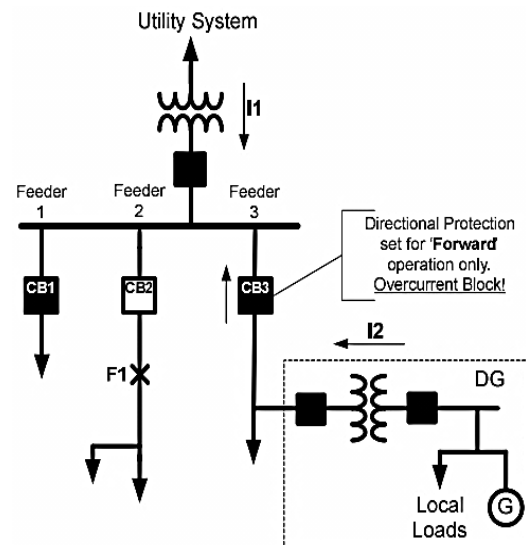 Utility System
I1
Feeder
1
Feeder
2
Feeder
3
Directional Protection
set for 'Forward'
operation only.
Overcurrent Block!
CB1
CB2
CB3
I2
F1
DG
Local
Loads
G